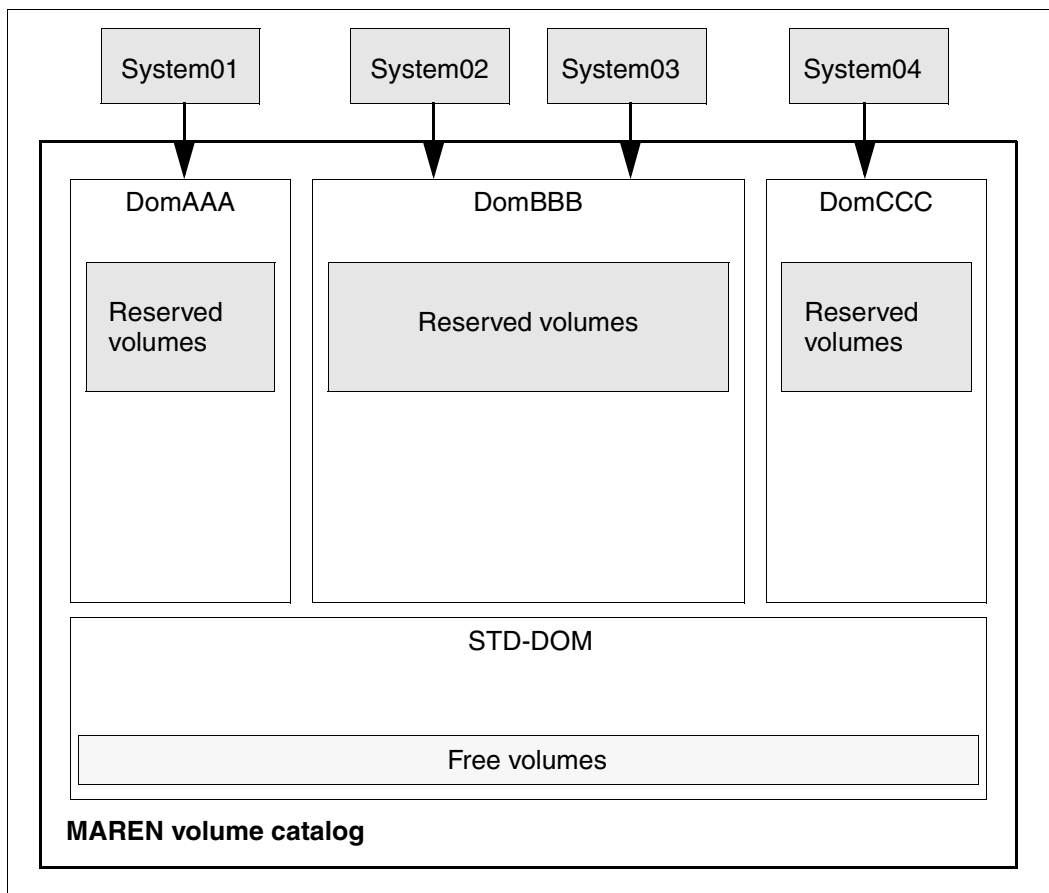 System01
System02
System03
System04
DomAAA
DomBBB
DomCCC
Reserved
volumes
Reserved volumes
Reserved
volumes
STD-DOM
Free volumes
MAREN volume catalog